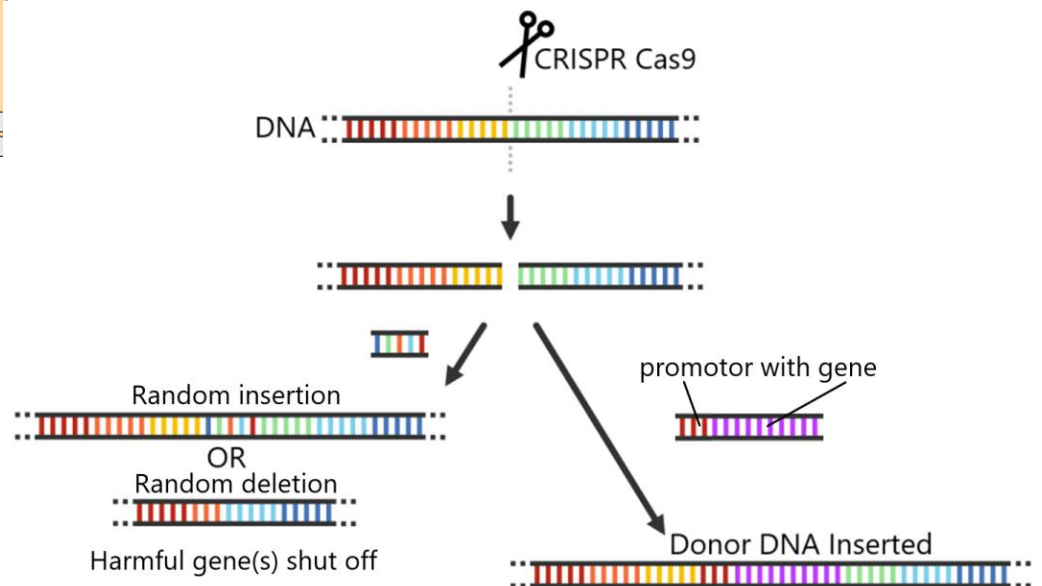 CRISPR Cas9
DNA
promotor with gene
Random insertion
OR
Random deletion
Harmful gene(s) shut off
Donor DNA Inserted